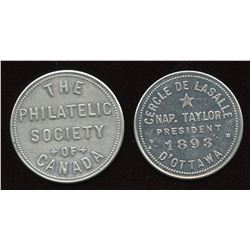 THE
PHILATELIC
SOCIETY
OF
CANADA
CERCLE DE LASALLE
NAP. TAYLOR
PRESIDENT
1893
D'OTTAWA